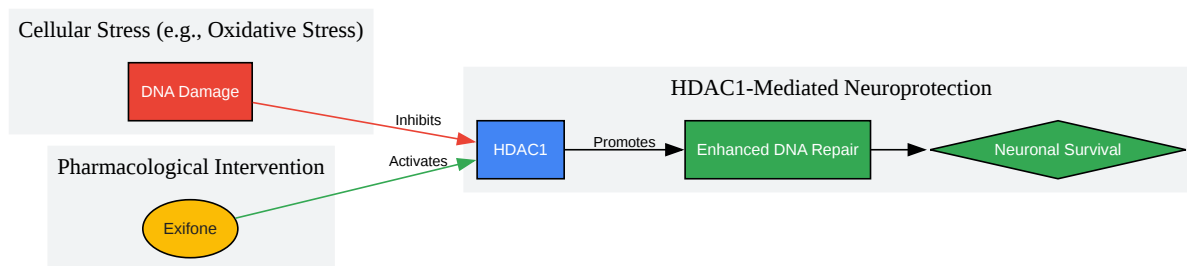 Cellular Stress (e.g., Oxidative Stress)
DNA Damage
Inhibits
Pharmacological Intervention
Exifone
Activates
HDAC1-Mediated Neuroprotection
HDAC1
Promotes
Enhanced DNA Repair
Neuronal Survival